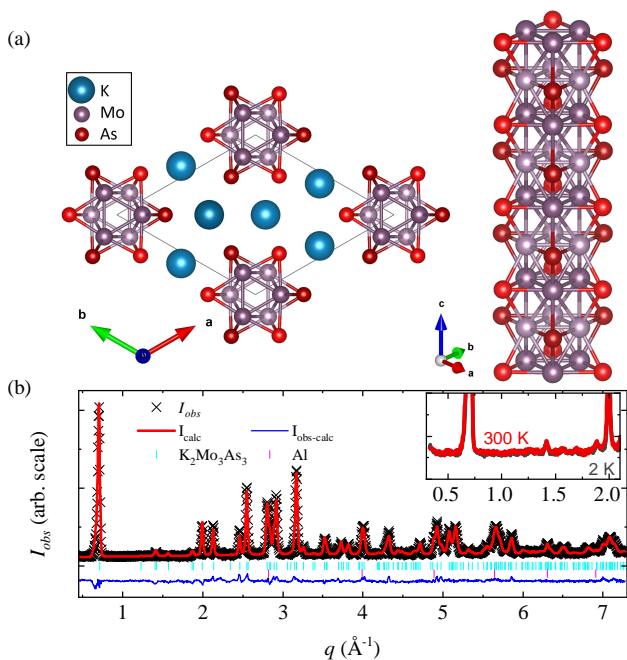 (a)
K
Mo
As
b
a
c
b
a
(b)
I_obs
I_calc
I_obs-calc
K₂Mo₃As₃
Al
300 K
2 K
0.5 1.0 1.5 2.0
I_obs (arb. scale)
1 2 3 4 5 6 7
q (Å⁻¹)